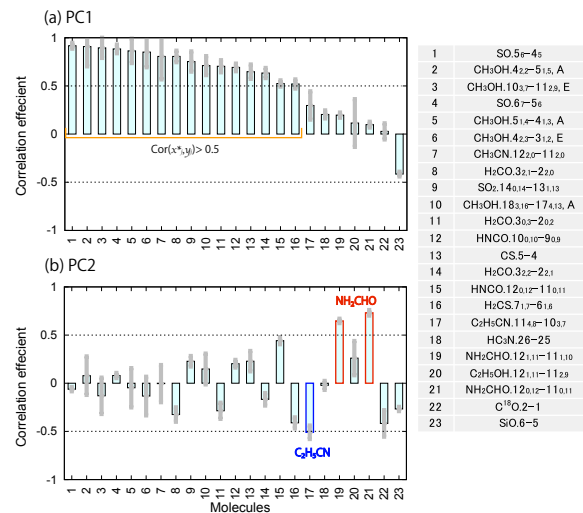 (a) PC1
Correlation effecient
1
0.5
0
-0.5
-1
Cor(x*ᵢ,yⱼ)> 0.5
1 2 3 4 5 6 7 8 9 10 11 12 13 14 15 16 17 18 19 20 21 22 23
(b) PC2
Correlation effecient
1
0.5
0
-0.5
-1
NH₂CHO
C₂H₅CN
1 2 3 4 5 6 7 8 9 10 11 12 13 14 15 16 17 18 19 20 21 22 23
Molecules
1 SO.5₆-4₅
2 CH₃OH.4₂,₂-5₁,₅, A
3 CH₃OH.10₃,₇-11₂,₉, E
4 SO.6₇-5₆
5 CH₃OH.5₁,₄-4₁,₃, A
6 CH₃OH.4₂,₃-3₁,₂, E
7 CH₃CN.12₂,₀-11₂,₀
8 H₂CO.3₂,₁-2₂,₀
9 SO₂.14₀,₁₄-13₁,₁₃
10 CH₃OH.18₃,₁₆-17₄,₁₃, A
11 H₂CO.3₀,₃-2₀,₂
12 HNCO.10₀,₁₀-9₀,₉
13 CS.5-4
14 H₂CO.3₂,₂-2₂,₁
15 HNCO.12₀,₁₂-11₀,₁₁
16 H₂CS.7₁,₇-6₁,₆
17 C₂H₅CN.11₄,₈-10₃,₇
18 HC₃N.26-25
19 NH₂CHO.12₁,₁₁-11₁,₁₀
20 C₂H₅OH.12₁,₁₁-11₂,₉
21 NH₂CHO.12₀,₁₂-11₀,₁₁
22 C¹⁸O.2-1
23 SiO.6-5